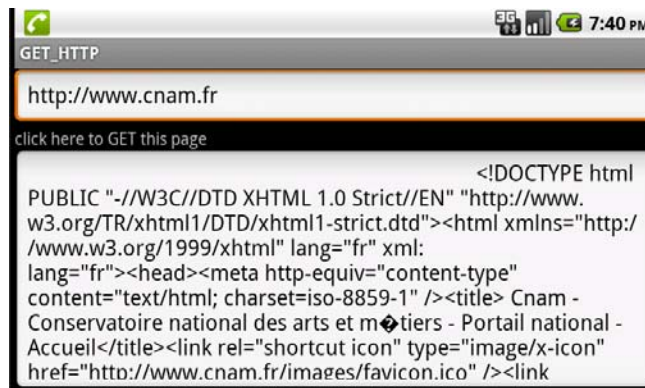 3G 7:40 PM
GET_HTTP
http://www.cnam.fr
click here to GET this page
<!DOCTYPE html
PUBLIC "-//W3C//DTD XHTML 1.0 Strict//EN" "http://www.
w3.org/TR/xhtml1/DTD/xhtml1-strict.dtd"><html xmlns="http:/
/www.w3.org/1999/xhtml" lang="fr" xml:
lang="fr"><head><meta http-equiv="content-type"
content="text/html; charset=iso-8859-1" /><title> Cnam -
Conservatoire national des arts et m�tiers - Portail national -
Accueil</title><link rel="shortcut icon" type="image/x-icon"
href="http://www.cnam.fr/images/favicon.ico" /><link